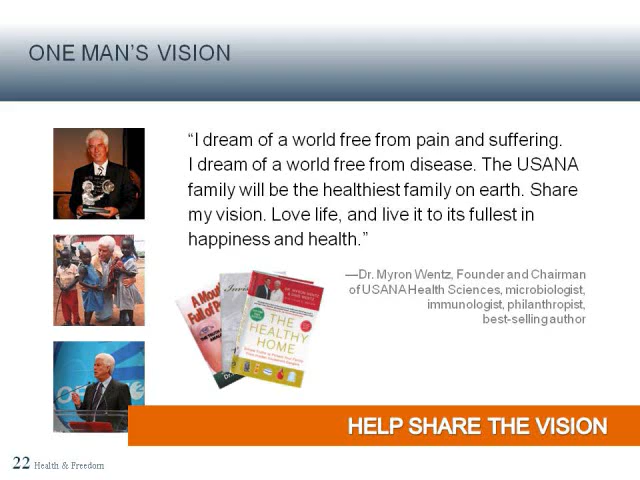 ONE MAN’S VISION
“I dream of a world free from pain and suffering.
I dream of a world free from disease. The USANA
family will be the healthiest family on earth. Share
my vision. Love life, and live it to its fullest in
happiness and health.”
—Dr. Myron Wentz, Founder and Chairman
of USANA Health Sciences, microbiologist,
immunologist, philanthropist,
best-selling author
THE
HEALTHY
HOME
HELP SHARE THE VISION
22 Health & Freedom